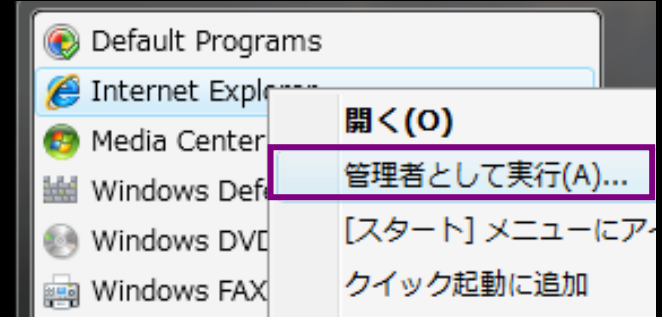 Default Programs
Internet Explorer
Media Center
Windows Defe
Windows DVD
Windows FAX
開く(O)
管理者として実行(A)...
[スタート] メニューにア
クイック起動に追加